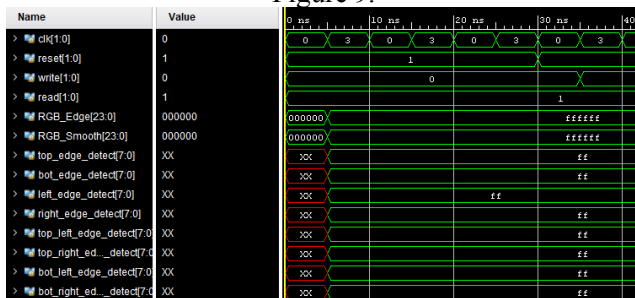 Figure 9.
Name Value 0 ns 10 ns 20 ns 30 ns 40
clk[1:0] 0 0 3 0 3 0 3 0 3
reset[1:0] 1 1
write[1:0] 0 0
read[1:0] 1 1
RGB_Edge[23:0] 000000 000000 ffffff
RGB_Smooth[23:0] 000000 000000 ffffff
top_edge_detect[7:0] XX XX ff
bot_edge_detect[7:0] XX XX ff
left_edge_detect[7:0] XX XX ff
right_edge_detect[7:0] XX XX ff
top_left_edge_detect[7:0] XX XX ff
top_right_ed..._detect[7:0 XX XX ff
bot_left_edge_detect[7:0] XX XX ff
bot_right_ed..._detect[7:0 XX XX ff